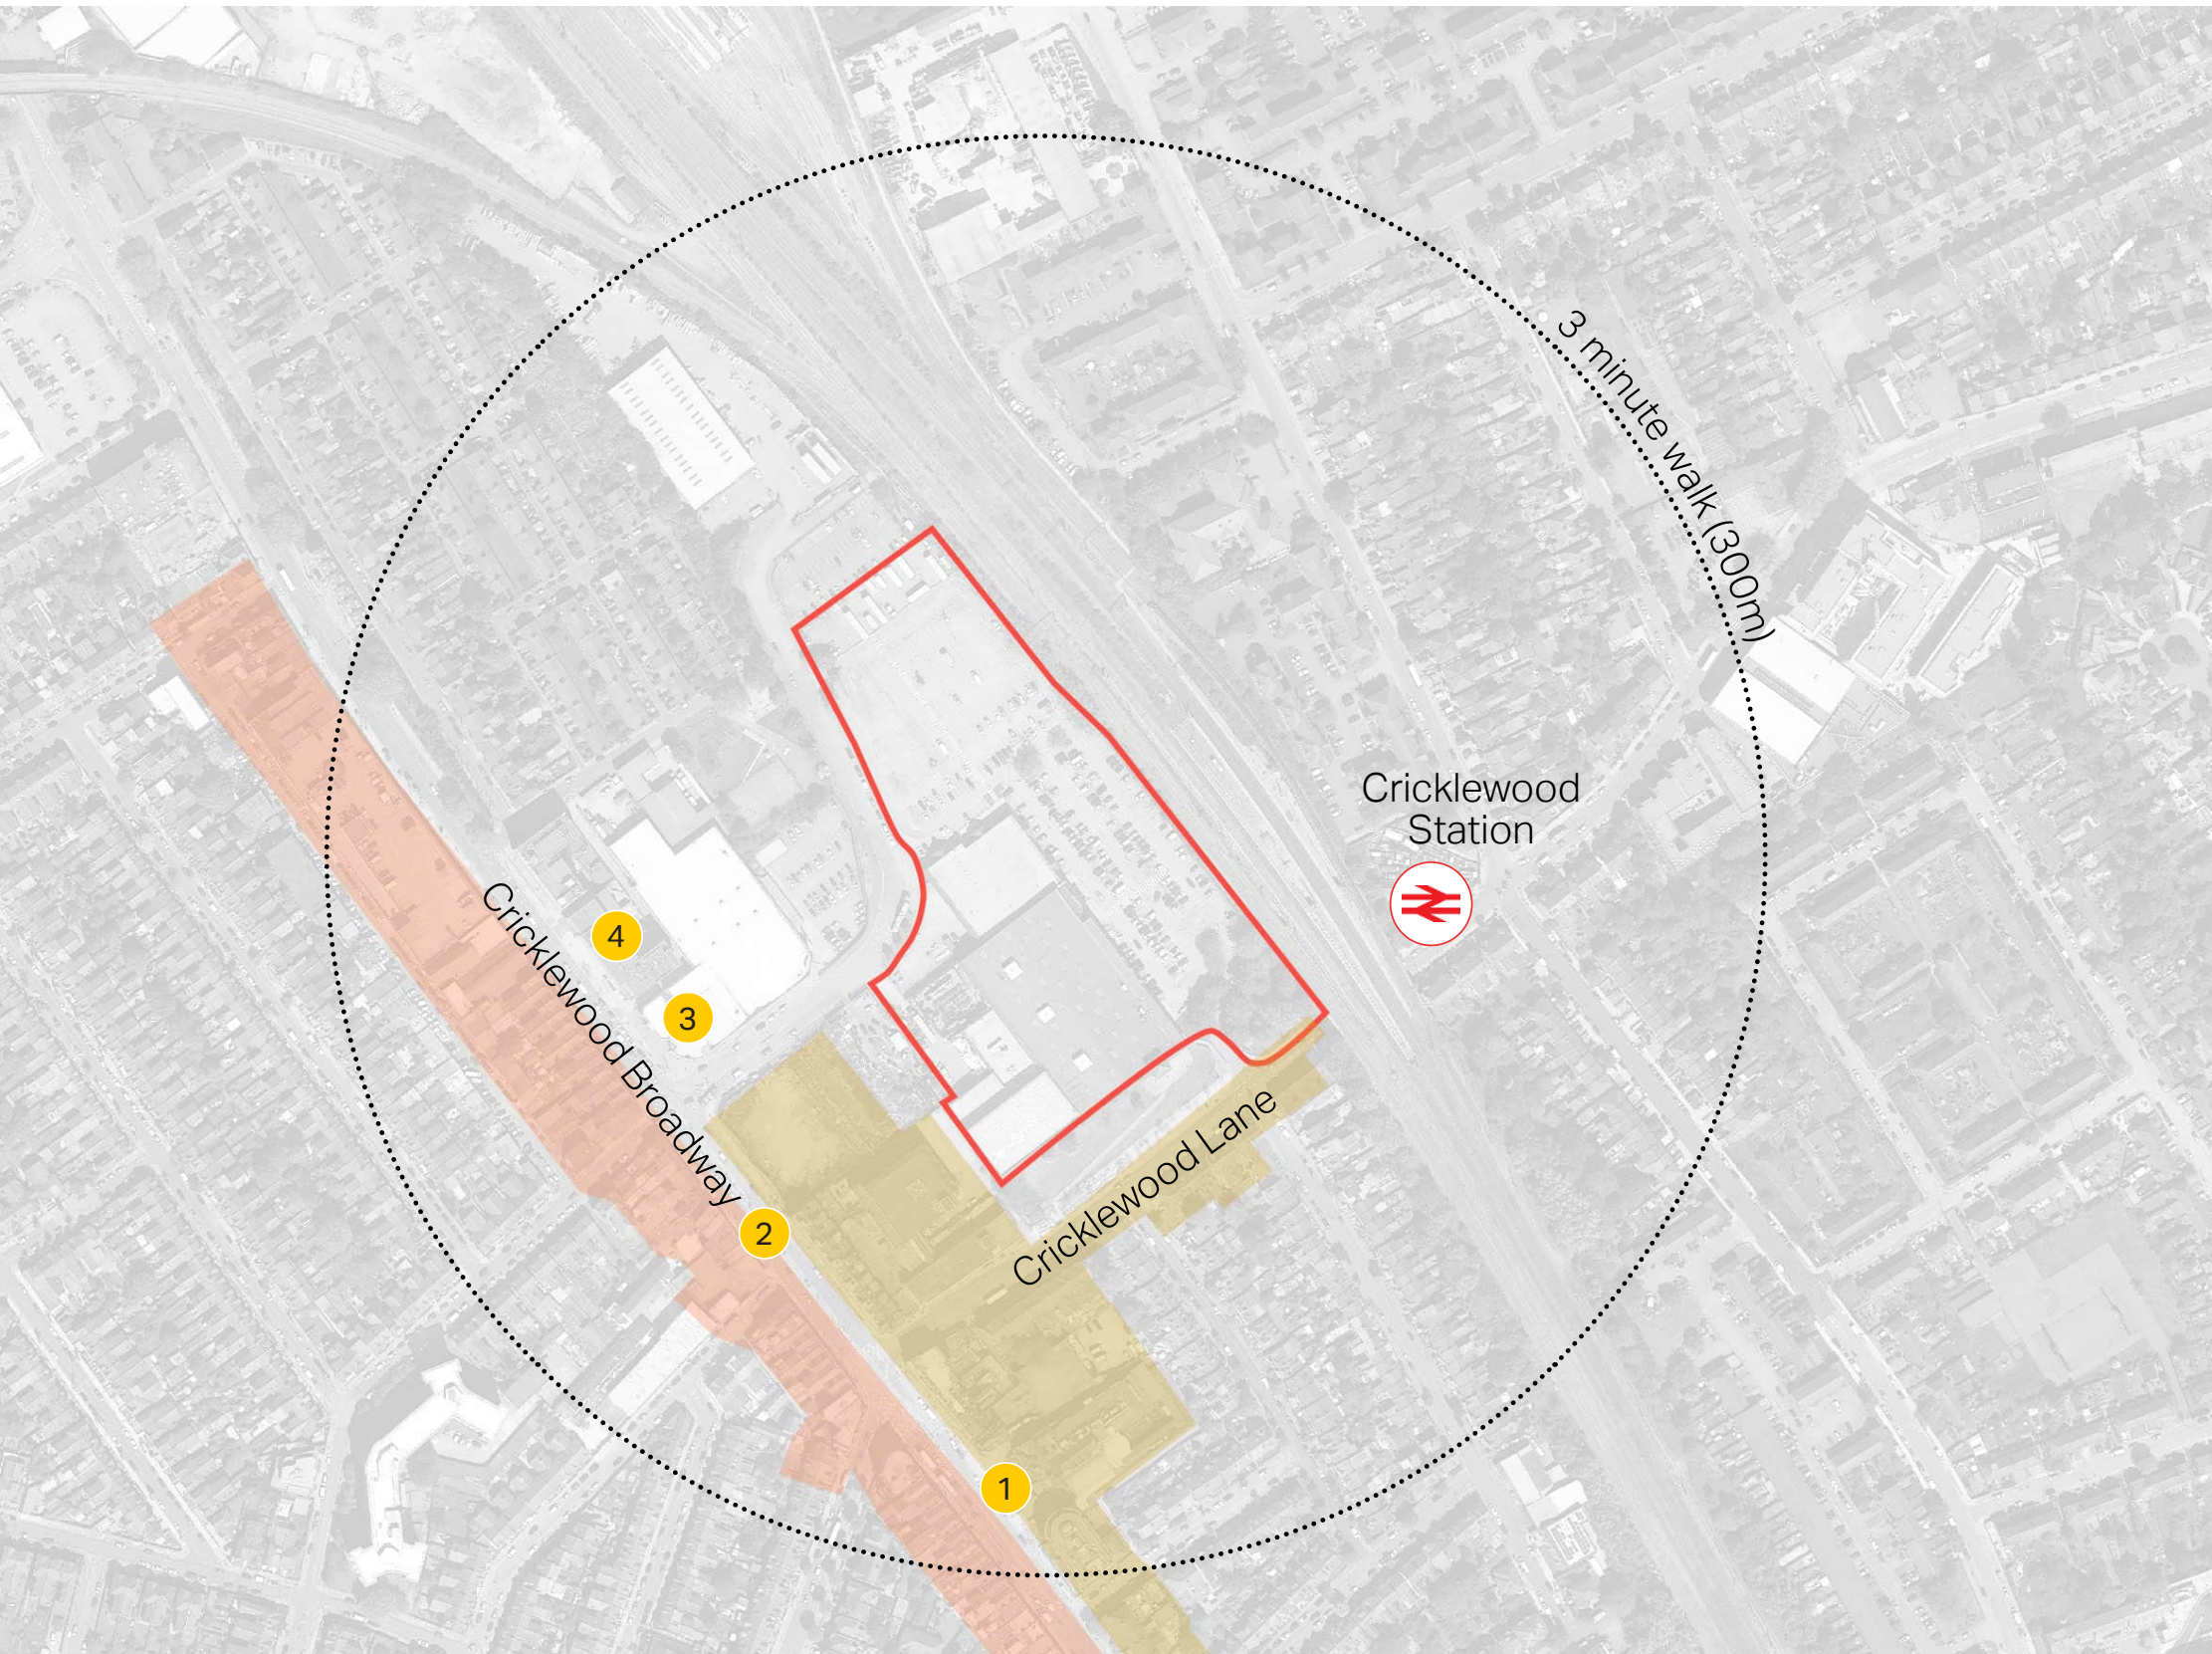 3 minute walk (300m)
Cricklewood
Station
Cricklewood Broadway
4
3
Cricklewood Lane
2
1